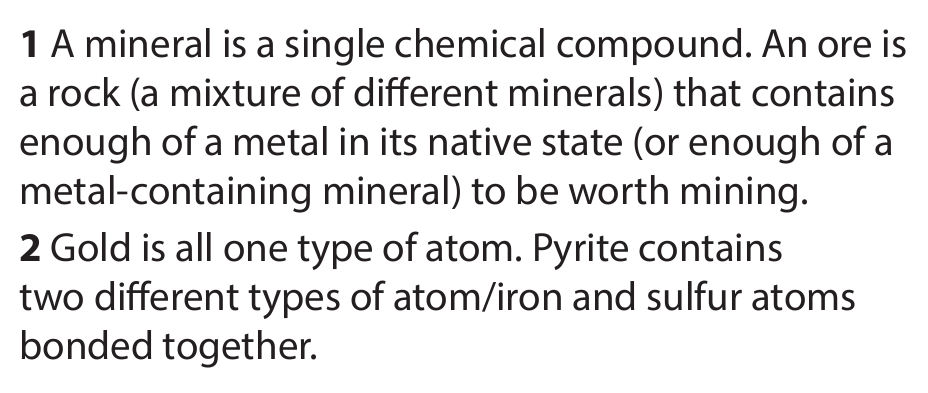 1 A mineral is a single chemical compound. An ore is
a rock (a mixture of different minerals) that contains
enough of a metal in its native state (or enough of a
metal-containing mineral) to be worth mining.
2 Gold is all one type of atom. Pyrite contains
two different types of atom/iron and sulfur atoms
bonded together.